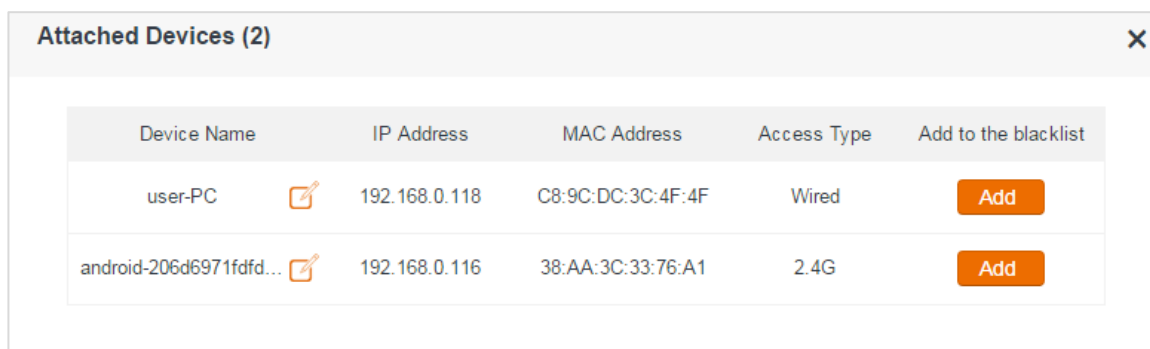 Attached Devices (2)
Device Name IP Address MAC Address Access Type Add to the blacklist
user-PC 192.168.0.118 C8:9C:DC:3C:4F:4F Wired Add
android-206d6971fdfd... 192.168.0.116 38:AA:3C:33:76:A1 2.4G Add